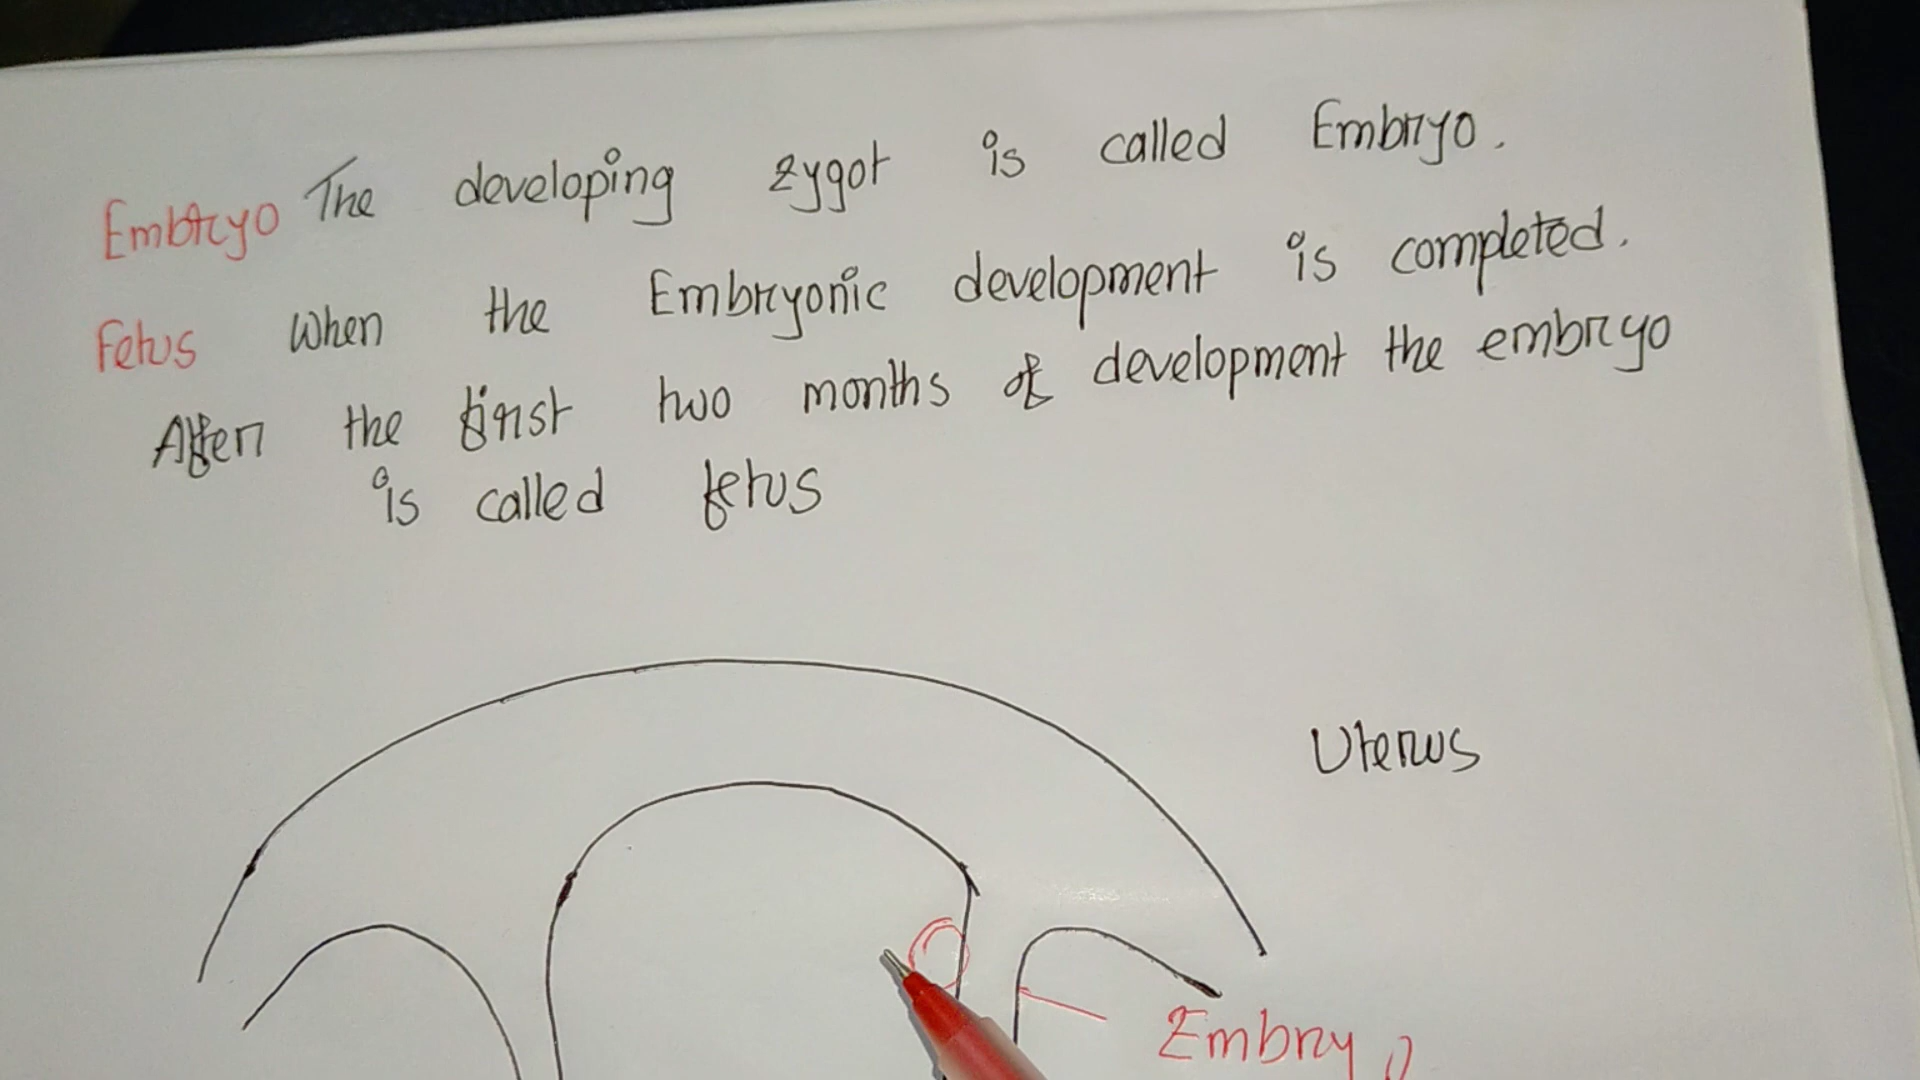 Embryo The developing zygot is called Embryo.
Fetus When the Embryonic development is completed.
After the first two months of development the embryo
is called fetus
Uterus
Embryo